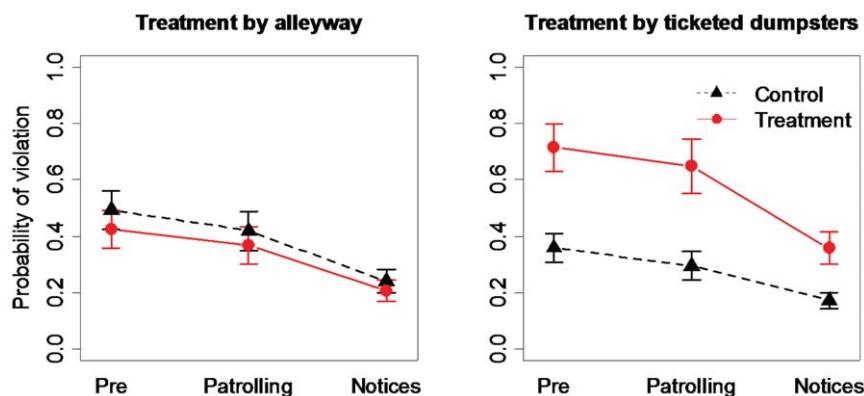 Treatment by alleyway
Probability of violation
1.0
0.8
0.6
0.4
0.2
0.0
Pre Patrolling Notices
Treatment by ticketed dumpsters
1.0
0.8
0.6
0.4
0.2
0.0
Control
Treatment
Pre Patrolling Notices